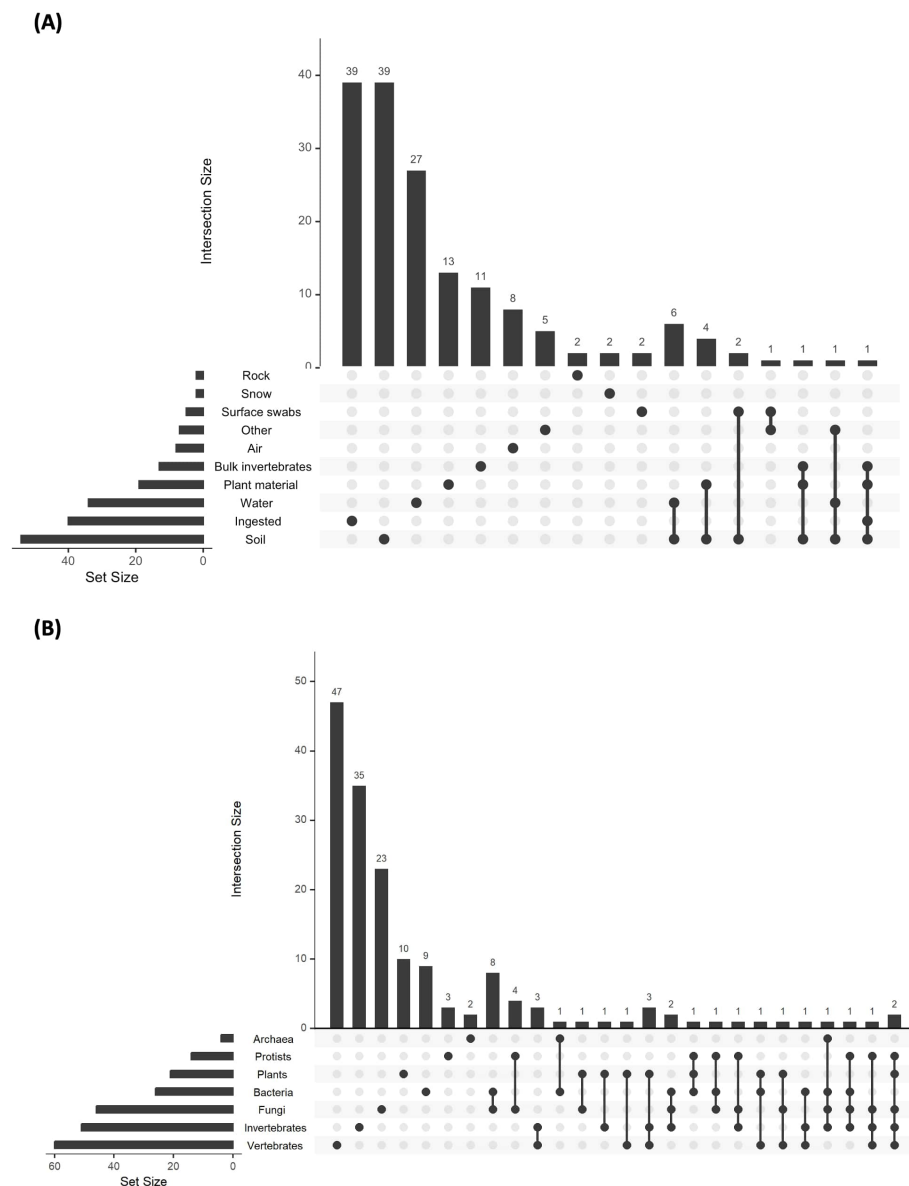 (A)
Intersection Size
40
30
20
10
0
39 39 27 13 11 8 5 2 2 2 6 4 2 1 1 1 1
Rock
Snow
Surface swabs
Other
Air
Bulk invertebrates
Plant material
Water
Ingested
Soil
40 20 0
Set Size
(B)
Intersection Size
50
40
30
20
10
0
47 35 23 10 9 3 2 8 4 3 1 1 1 1 3 2 1 1 1 1 1 1 1 1 1 2
Archaea
Protists
Plants
Bacteria
Fungi
Invertebrates
Vertebrates
60 40 20 0
Set Size